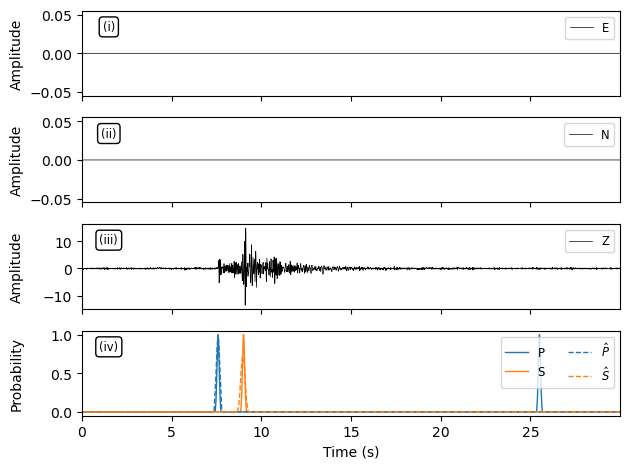 (i)
E
0.05
0.00
−0.05
Amplitude
(ii)
N
0.05
0.00
−0.05
Amplitude
(iii)
Z
10
0
−10
Amplitude
(iv)
P
S
P̂
Ŝ
1.0
0.5
0.0
Probability
0 5 10 15 20 25
Time (s)